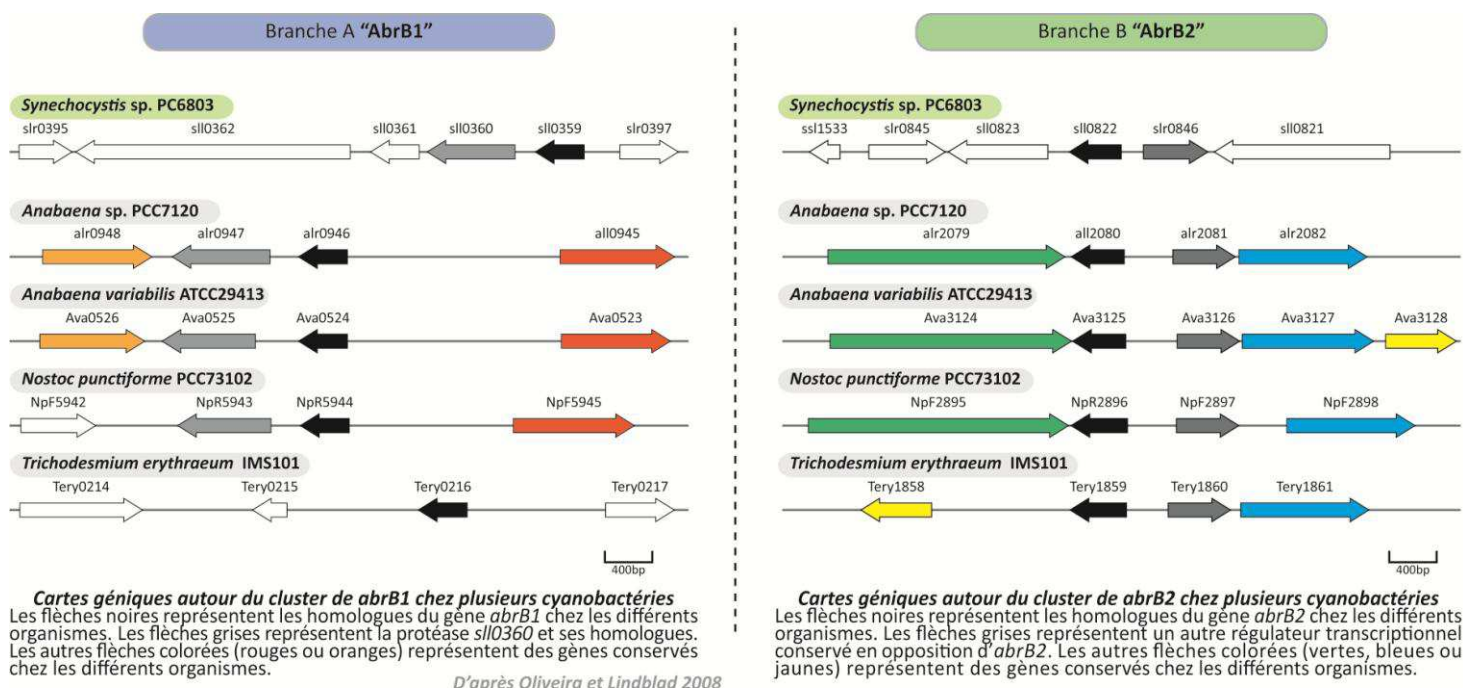 Branche A "AbrB1"
Synechocystis sp. PC6803
slr0395 sll0362 sll0361 sll0360 sll0359 slr0397
Anabaena sp. PCC7120
alr0948 alr0947 alr0946 all0945
Anabaena variabilis ATCC29413
Ava0526 Ava0525 Ava0524 Ava0523
Nostoc punctiforme PCC73102
NpF5942 NpR5943 NpR5944 NpF5945
Trichodesmium erythraeum IMS101
Tery0214 Tery0215 Tery0216 Tery0217
400bp
Cartes géniques autour du cluster de abrB1 chez plusieurs cyanobactéries
Les flèches noires représentent les homologues du gène abrB1 chez les différents
organismes. Les flèches grises représentent la protéase sll0360 et ses homologues.
Les autres flèches colorées (rouges ou oranges) représentent des gènes conservés
chez les différents organismes.
D'après Oliveira et Lindblad 2008
Branche B "AbrB2"
Synechocystis sp. PC6803
ssl1533 slr0845 sll0823 sll0822 slr0846 sll0821
Anabaena sp. PCC7120
alr2079 all2080 alr2081 alr2082
Anabaena variabilis ATCC29413
Ava3124 Ava3125 Ava3126 Ava3127 Ava3128
Nostoc punctiforme PCC73102
NpF2895 NpR2896 NpF2897 NpF2898
Trichodesmium erythraeum IMS101
Tery1858 Tery1859 Tery1860 Tery1861
400bp
Cartes géniques autour du cluster de abrB2 chez plusieurs cyanobactéries
Les flèches noires représentent les homologues du gène abrB2 chez les différents
organismes. Les flèches grises représentent un autre régulateur transcriptionnel
conservé en opposition d'abrB2. Les autres flèches colorées (vertes, bleues ou
jaunes) représentent des gènes conservés chez les différents organismes.